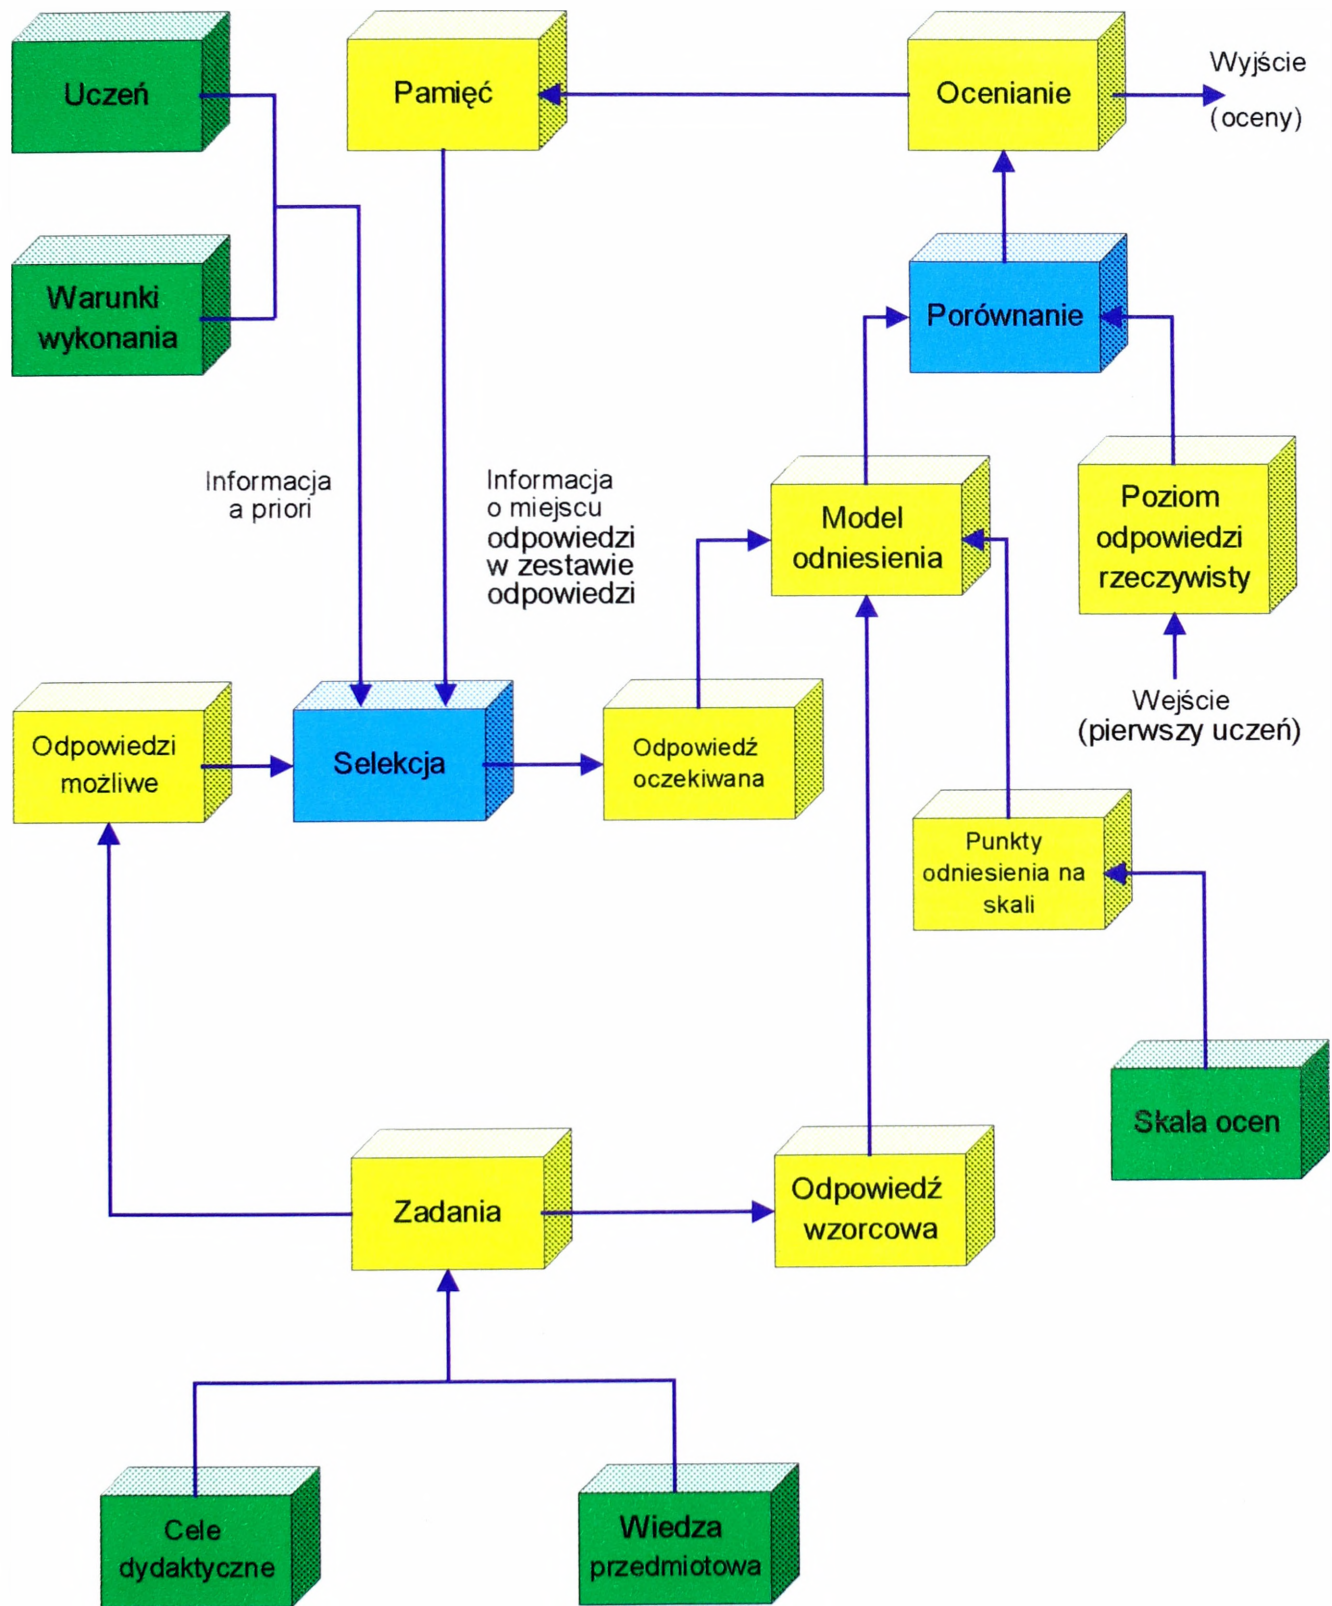 Uczeń
Pamięć
Ocenianie
Wyjście
(oceny)
Warunki
wykonania
Porównanie
Informacja
a priori
Informacja
o miejscu
odpowiedzi
w zestawie
odpowiedzi
Model
odniesienia
Poziom
odpowiedzi
rzeczywisty
Wejście
(pierwszy uczeń)
Odpowiedzi
możliwe
Selekcja
Odpowiedź
oczekiwana
Punkty
odniesienia na
skali
Skala ocen
Zadania
Odpowiedź
wzorcowa
Cele
dydaktyczne
Wiedza
przedmiotowa